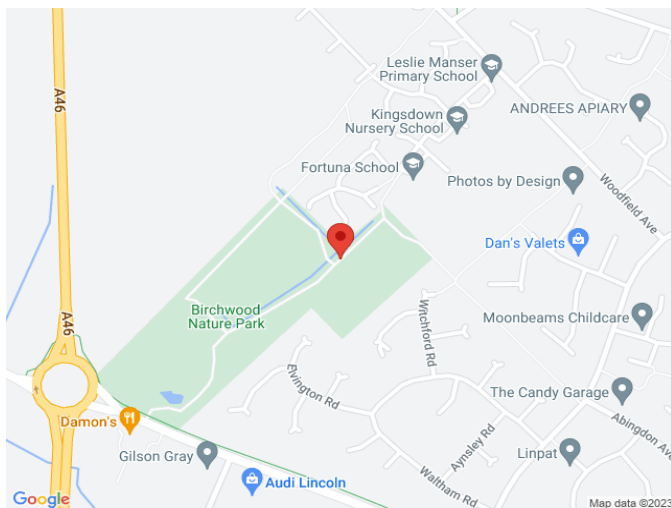 A46
Leslie Manser
Primary School
Kingsdown
Nursery School
ANDREES APIARY
Fortuna School
Photos by Design
Woodfield Ave
Dan's Valets
Birchwood
Nature Park
Witchford Rd
Moonbeams Childcare
A46
Elvington Rd
The Candy Garage
Damon's
Aynsley Rd
Abingdon Ave
Gilson Gray
Linpat
Audi Lincoln
Waltham Rd
Google
Map data ©2023